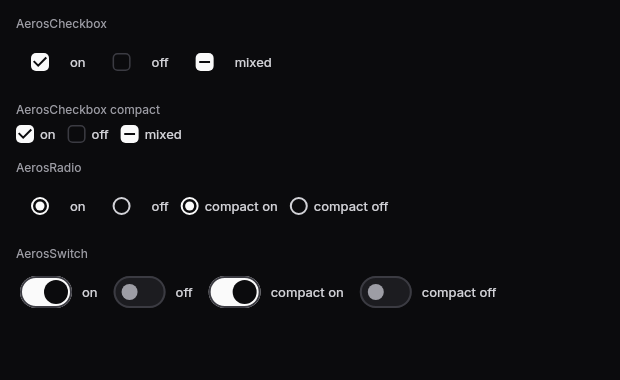 AerosCheckbox
on off mixed
AerosCheckbox compact
on off mixed
AerosRadio
on off compact on compact off
AerosSwitch
on off compact on compact off